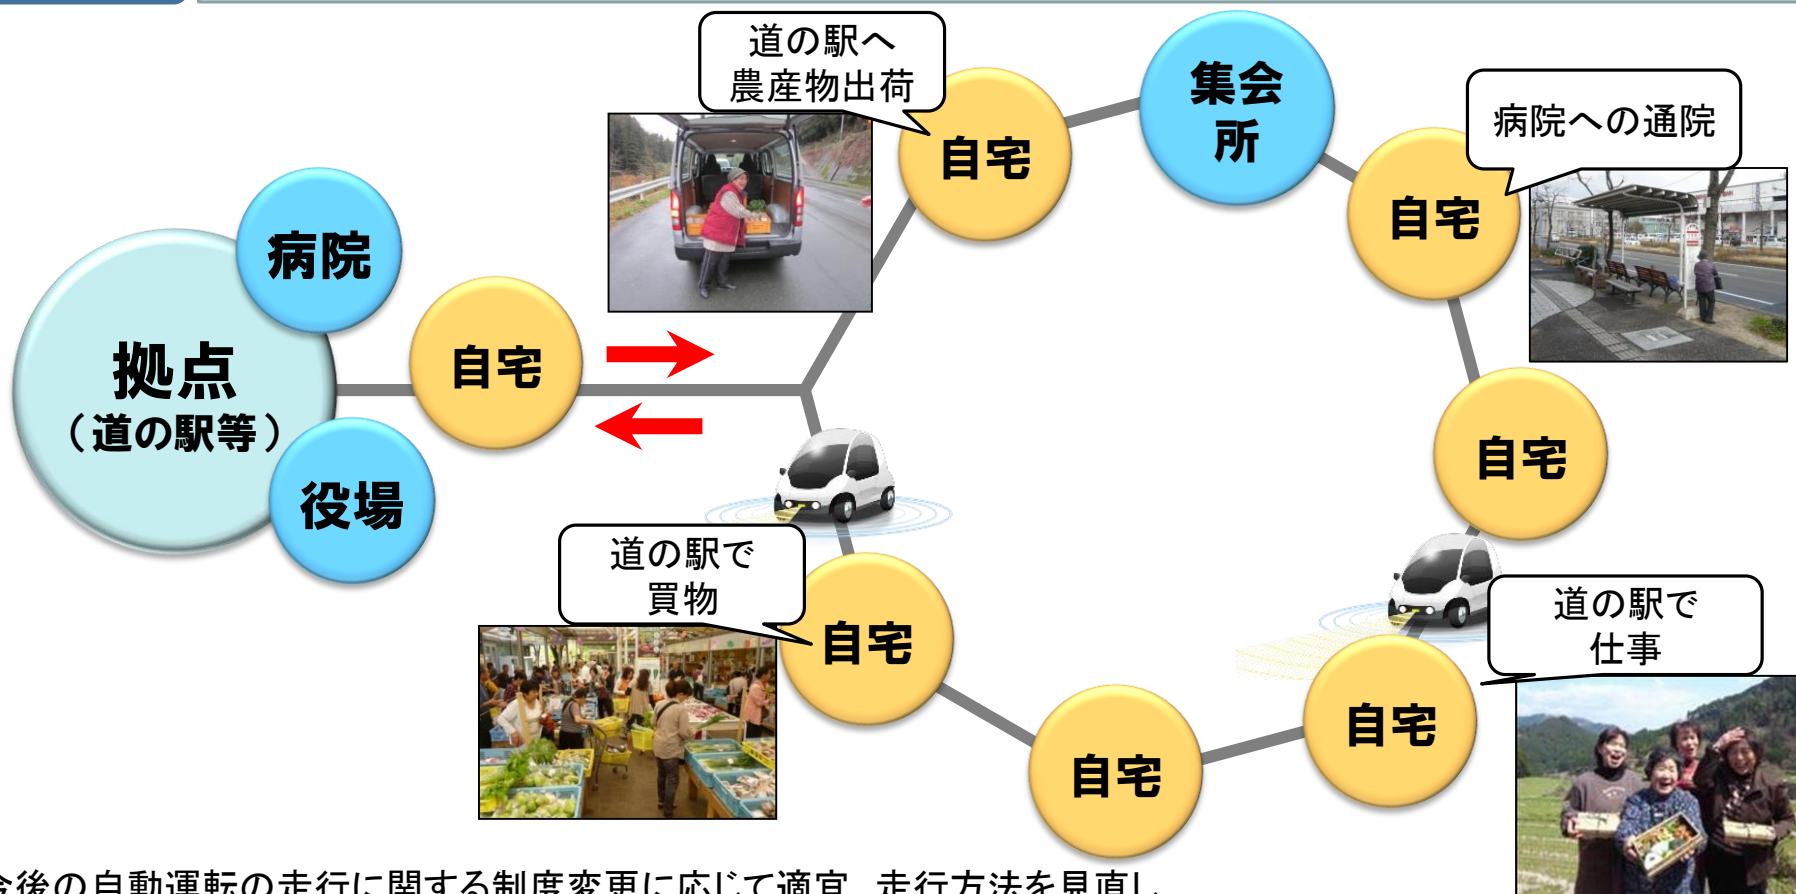 道の駅へ
農産物出荷
集会
所
病院への通院
自宅
自宅
病院
自宅
拠点
（道の駅等）
役場
自宅
道の駅で
買物
自宅
道の駅で
仕事
自宅
自宅
今後の自動運転の走行に関する制度変更に応じて適宜、走行方法を見直し